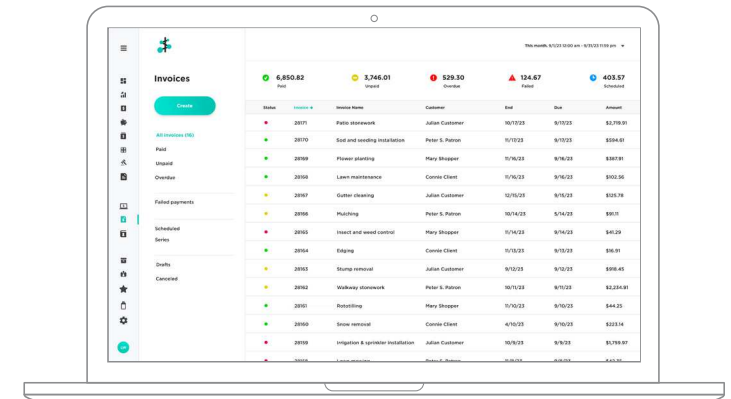 This month, 9/1/23 12:00 am - 8/31/23 11:59 pm
Invoices
6,850.82 3,746.01 529.30 124.67 403.57
Paid Unpaid Overdue Failed Scheduled
Create
Status Invoice Invoice Name Customer End Due Amount
28171 Patio stonework Julian Customer 10/17/23 9/17/23 $2,719.91
All invoices (16)
28170 Sod and seeding installation Peter S. Patron 11/17/23 9/17/23 $594.61
Paid
28169 Flower planting Mary Shopper 11/16/23 9/16/23 $387.91
Unpaid
28168 Lawn maintenence Connie Client 11/16/23 9/16/23 $102.56
Overdue
28167 Gutter cleaning Julian Customer 12/15/23 9/15/23 $125.78
Failed payments
28166 Mulching Peter S. Patron 10/14/23 5/14/23 $91.11
Scheduled
28165 Insect and weed control Mary Shopper 11/14/23 9/14/23 $41.29
Series
28164 Edging Connie Client 11/13/23 9/13/23 $16.91
Drafts
28163 Stump removal Julian Customer 9/12/23 9/12/23 $918.45
Canceled
28162 Walkway stonework Peter S. Patron 10/11/23 9/11/23 $2,234.81
28161 Rototilling Mary Shopper 11/10/23 9/10/23 $44.25
28160 Snow removal Connie Client 4/10/23 9/10/23 $223.14
28159 Irrigation & sprinkler installation Julian Customer 10/9/23 9/9/23 $1,759.97